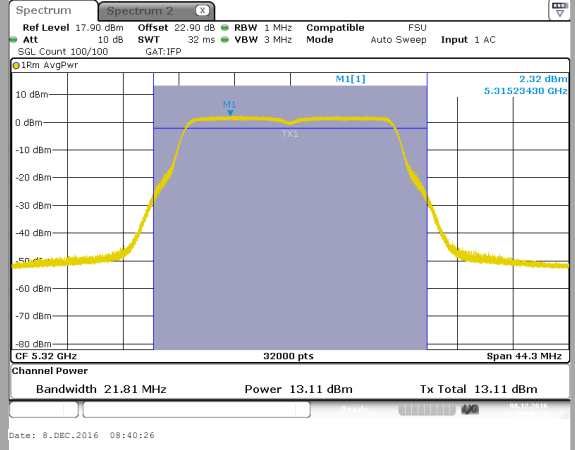 Spectrum
Spectrum 2 X
Ref Level 17.90 dBm Offset 22.90 dB RBW 1 MHz Compatible FSU
Att 10 dB SWT 32 ms VBW 3 MHz Mode Auto Sweep Input 1 AC
SGL Count 100/100 GAT:IFP
1Rm AvgPwr
M1[1] 2.32 dBm
5.31523430 GHz
10 dBm
M1
0 dBm
TX1
-10 dBm
-20 dBm
-30 dBm
-40 dBm
-50 dBm
-60 dBm
-70 dBm
-80 dBm
CF 5.32 GHz 32000 pts Span 44.3 MHz
Channel Power
Bandwidth 21.81 MHz Power 13.11 dBm Tx Total 13.11 dBm
Ready 08.12.2016
Date: 8.DEC.2016 08:40:26